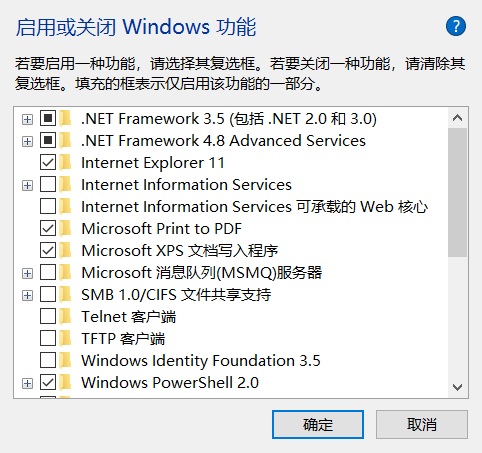 启用或关闭 Windows 功能
?
若要启用一种功能，请选择其复选框。若要关闭一种功能，请清除其
复选框。填充的框表示仅启用该功能的一部分。
.NET Framework 3.5 (包括 .NET 2.0 和 3.0)
.NET Framework 4.8 Advanced Services
Internet Explorer 11
Internet Information Services
Internet Information Services 可承载的 Web 核心
Microsoft Print to PDF
Microsoft XPS 文档写入程序
Microsoft 消息队列(MSMQ)服务器
SMB 1.0/CIFS 文件共享支持
Telnet 客户端
TFTP 客户端
Windows Identity Foundation 3.5
Windows PowerShell 2.0
确定
取消